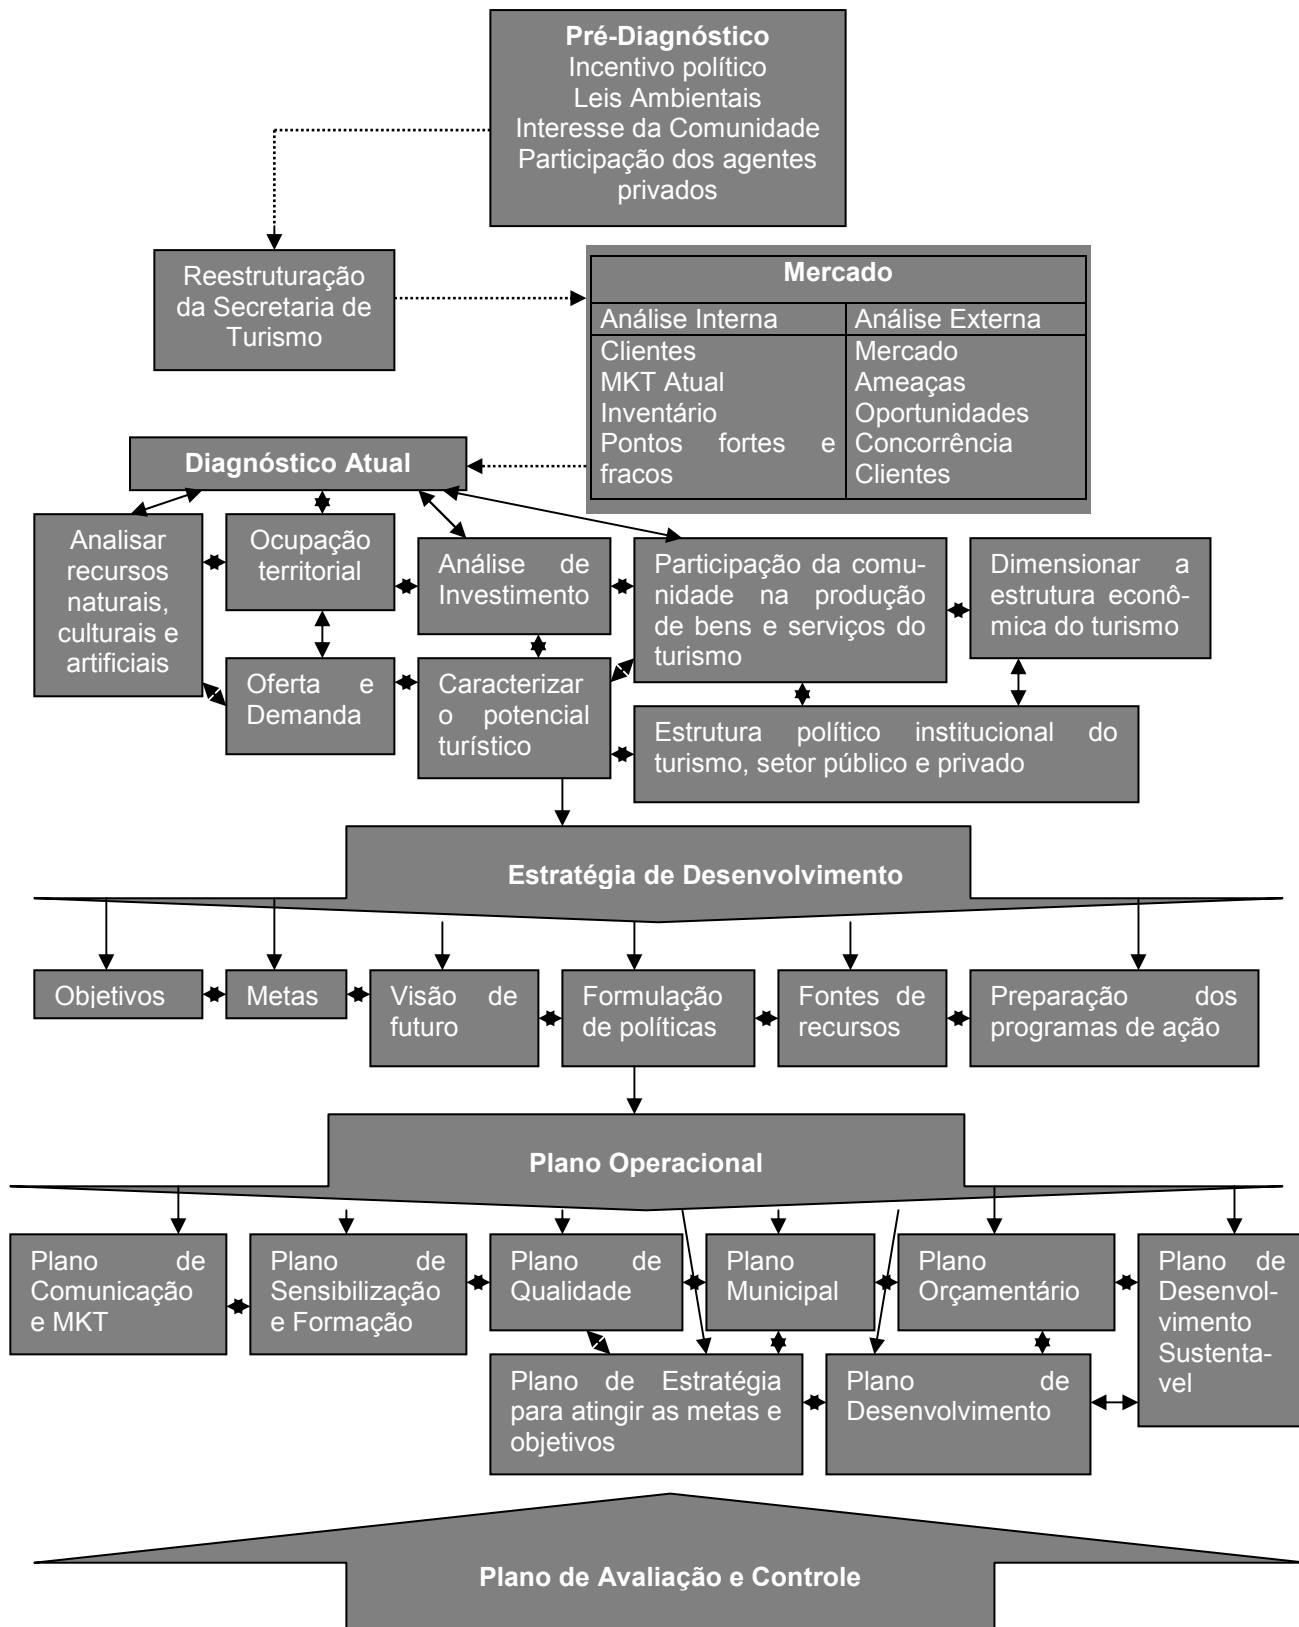 Pré-Diagnóstico
Incentivo político
Leis Ambientais
Interesse da Comunidade
Participação dos agentes
privados
Reestruturação
da Secretaria de
Turismo
Mercado
Análise Interna
Clientes
MKT Atual
Inventário
Pontos fortes e
fracos
Análise Externa
Mercado
Ameaças
Oportunidades
Concorrência
Clientes
Diagnóstico Atual
Analisar
recursos
naturais,
culturais e
artificiais
Ocupação
territorial
Análise de
Investimento
Participação da comu-
nidade na produção
de bens e serviços do
turismo
Dimensionar a
estrutura econô-
mica do turismo
Oferta e
Demanda
Caracterizar
o potencial
turístico
Estrutura político institucional do
turismo, setor público e privado
Estratégia de Desenvolvimento
Objetivos
Metas
Visão de
futuro
Formulação
de políticas
Fontes de
recursos
Preparação dos
programas de ação
Plano Operacional
Plano de
Comunicação
e MKT
Plano de
Sensibilização
e Formação
Plano de
Qualidade
Plano
Municipal
Plano
Orçamentário
Plano de
Desenvol-
vimento
Sustenta-
vel
Plano de Estratégia
para atingir as metas e
objetivos
Plano de
Desenvolvimento
Plano de Avaliação e Controle